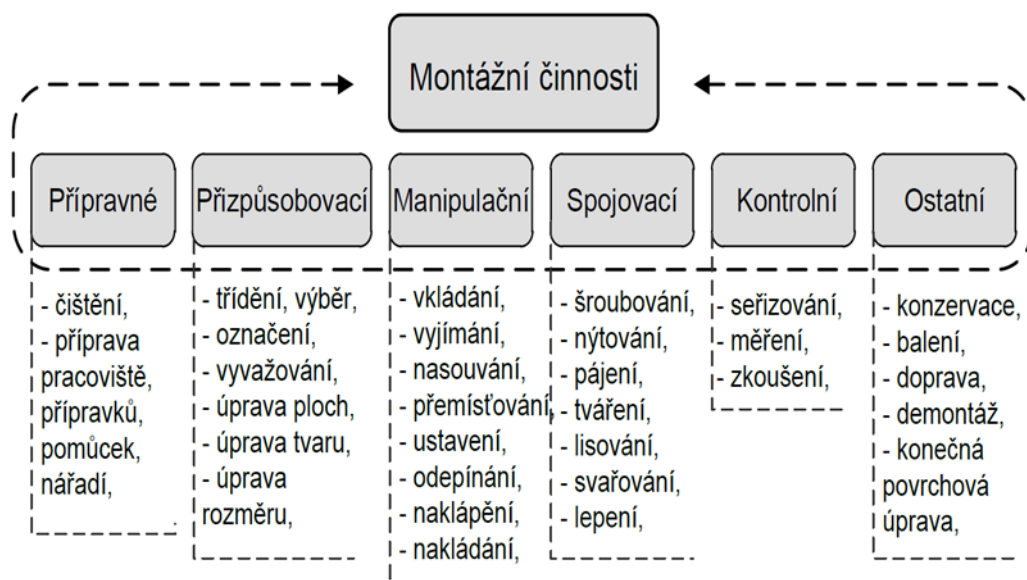 Montážní činnosti
Přípravné
- čištění,
- příprava
pracoviště,
přípravků,
pomůcek,
nářadí,
Přizpůsobovací
- třídění, výběr,
- označení,
- vyvažování,
- úprava ploch,
- úprava tvaru,
- úprava
rozměru,
Manipulační
- vkládání,
- vyjímání,
- nasouvání,
- přemísťování,
- ustavení,
- odepínání,
- naklápění,
- nakládání,
Spojovací
- šroubování,
- nýtování,
- pájení,
- tváření,
- lisování,
- svařování,
- lepení,
Kontrolní
- seřizování,
- měření,
- zkoušení,
Ostatní
- konzervace,
- balení,
- doprava,
- demontáž,
- konečná
povrchová
úprava,